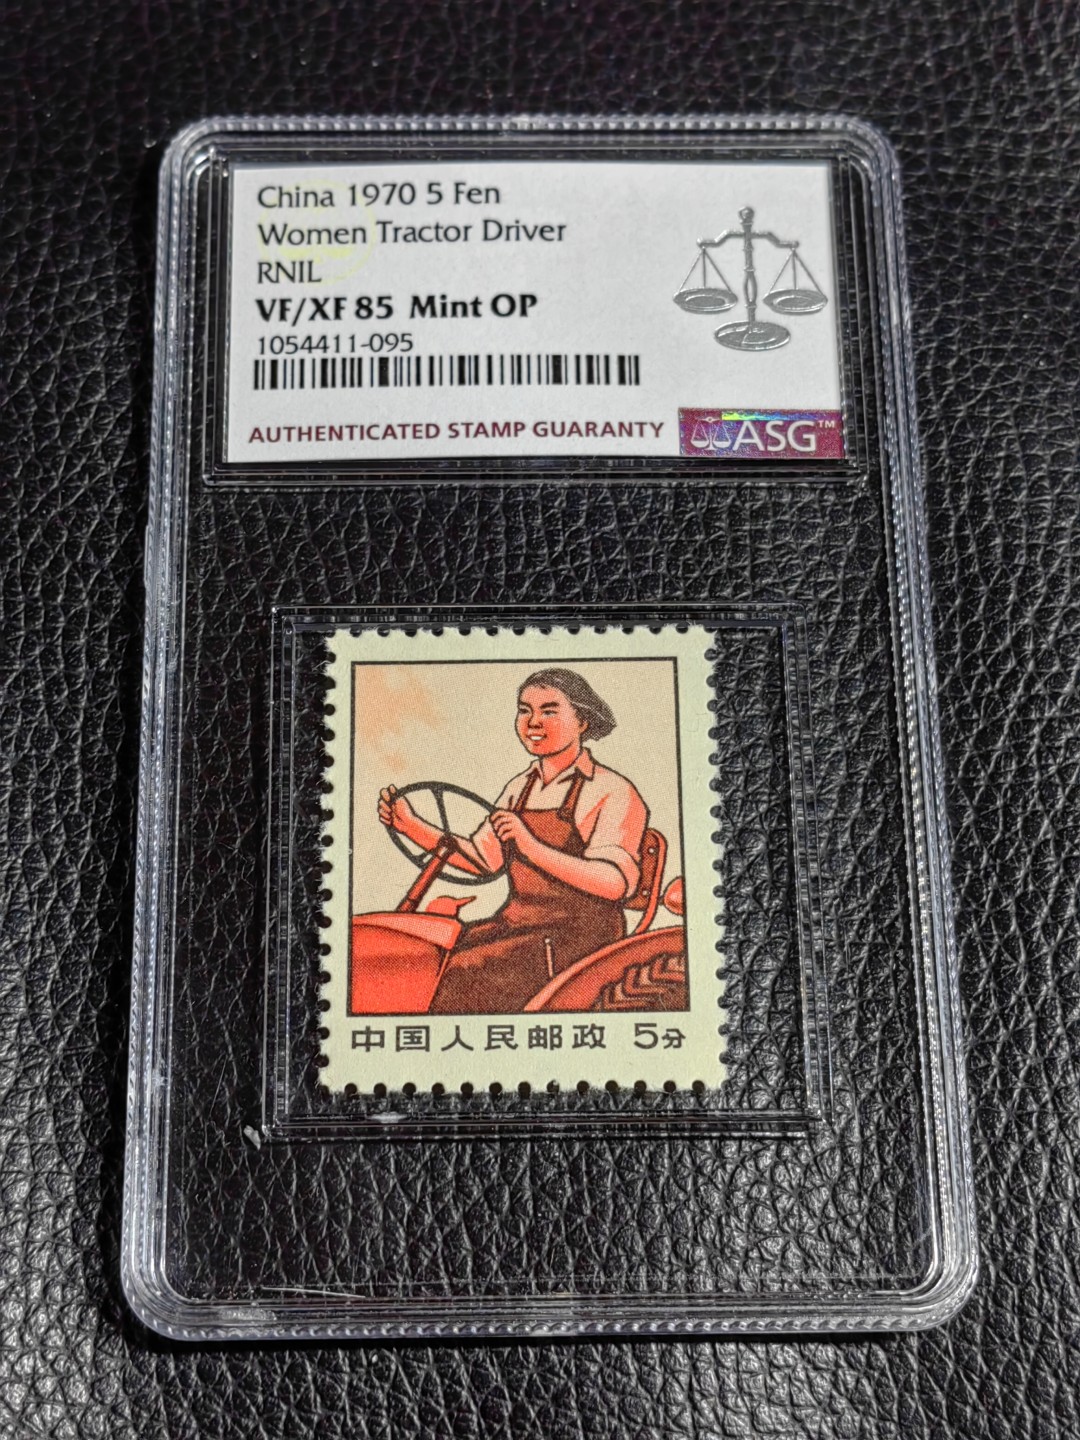 China 1970 5 Fen
Women Tractor Driver
RNIL
VF/XF 85 Mint OP
1054411-095
AUTHENTICATED STAMP GUARANTY
ASG™
中国人民邮政 5分